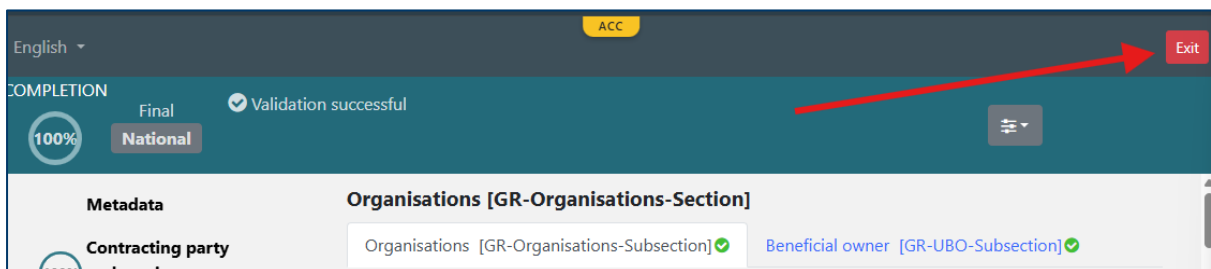 ACC
English
Exit
COMPLETION
Final
Validation successful
100%
National
Metadata
Organisations [GR-Organisations-Section]
Contracting party
Organisations [GR-Organisations-Subsection]
Beneficial owner [GR-UBO-Subsection]